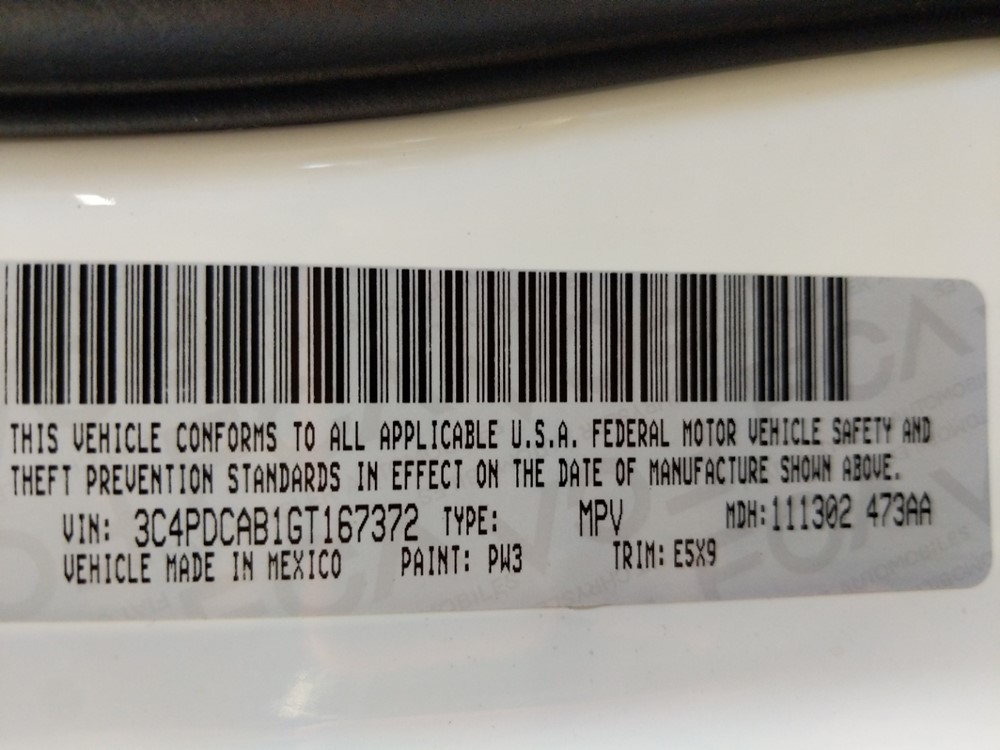 THIS VEHICLE CONFORMS TO ALL APPLICABLE U.S.A. FEDERAL MOTOR VEHICLE SAFETY AND
THEFT PREVENTION STANDARDS IN EFFECT ON THE DATE OF MANUFACTURE SHOWN ABOVE.
VIN: 3C4PDCAB1GT167372 TYPE: MPV MDH: 111302 473AA
VEHICLE MADE IN MEXICO PAINT: PW3 TRIM: E5X9